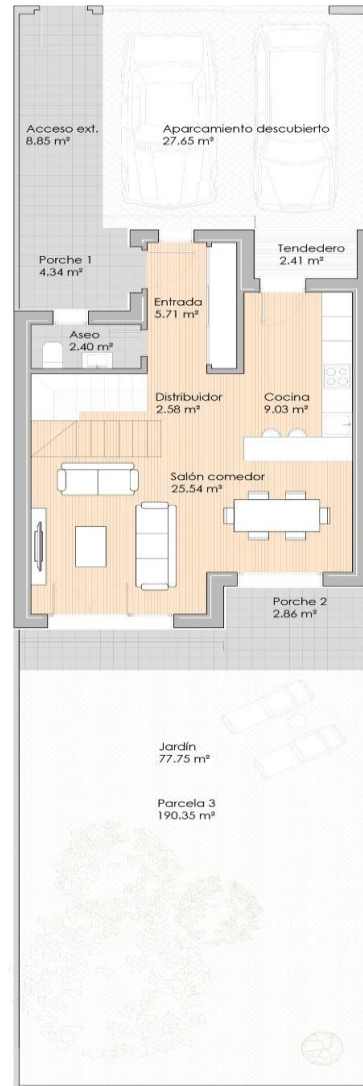 Acceso ext.
8.85 m²
Aparcamiento descubierto
27.65 m²
Porche 1
4.34 m²
Tendedero
2.41 m²
Entrada
5.71 m²
Aseo
2.40 m²
Distribuidor
2.58 m²
Cocina
9.03 m²
Salón comedor
25.54 m²
Porche 2
2.86 m²
Jardín
77.75 m²
Parcela 3
190.35 m²